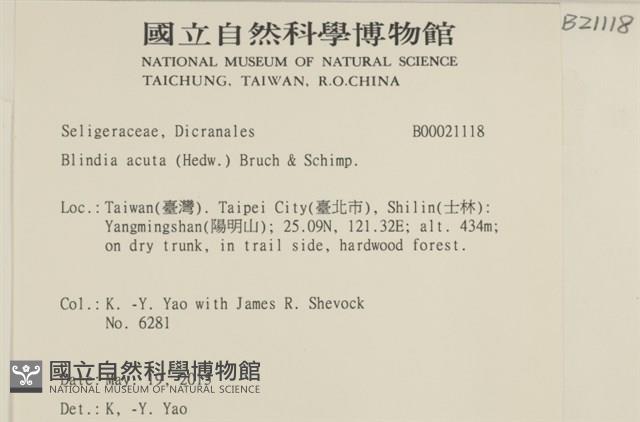 國立自然科學博物館
NATIONAL MUSEUM OF NATURAL SCIENCE
TAICHUNG, TAIWAN, R.O.CHINA
B21118
Seligeraceae, Dicranales B00021118
Blindia acuta (Hedw.) Bruch & Schimp.
Loc.: Taiwan(臺灣). Taipei City(臺北市), Shilin(士林):
Yangmingshan(陽明山); 25.09N, 121.32E; alt. 434m;
on dry trunk, in trail side, hardwood forest.
Col.: K. -Y. Yao with James R. Shevock
No. 6281
Date: May. 19, 2013
國立自然科學博物館
NATIONAL MUSEUM OF NATURAL SCIENCE
Det.: K, -Y. Yao